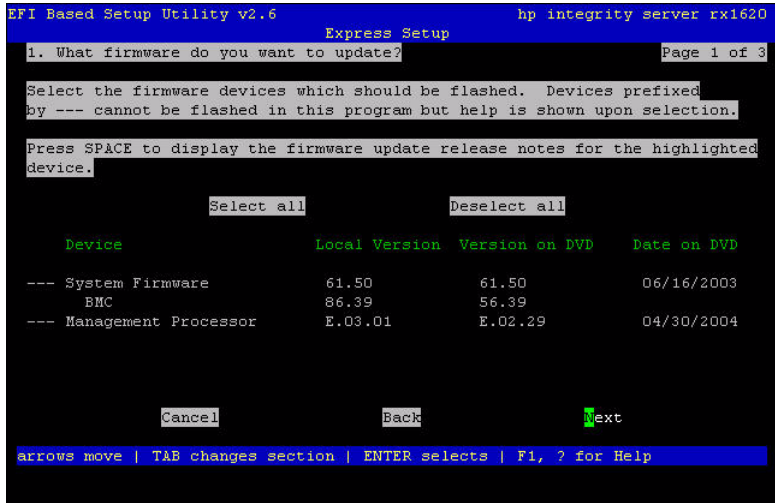 EFI Based Setup Utility v2.6 hp integrity server rx1620
Express Setup
1. What firmware do you want to update? Page 1 of 3
Select the firmware devices which should be flashed. Devices prefixed
by --- cannot be flashed in this program but help is shown upon selection.
Press SPACE to display the firmware update release notes for the highlighted
device.
Select all Deselect all
Device Local Version Version on DVD Date on DVD
--- System Firmware 61.50 61.50 06/16/2003
BMC 86.39 56.39
--- Management Processor E.03.01 E.02.29 04/30/2004
Cancel Back Next
arrows move | TAB changes section | ENTER selects | F1, ? for Help